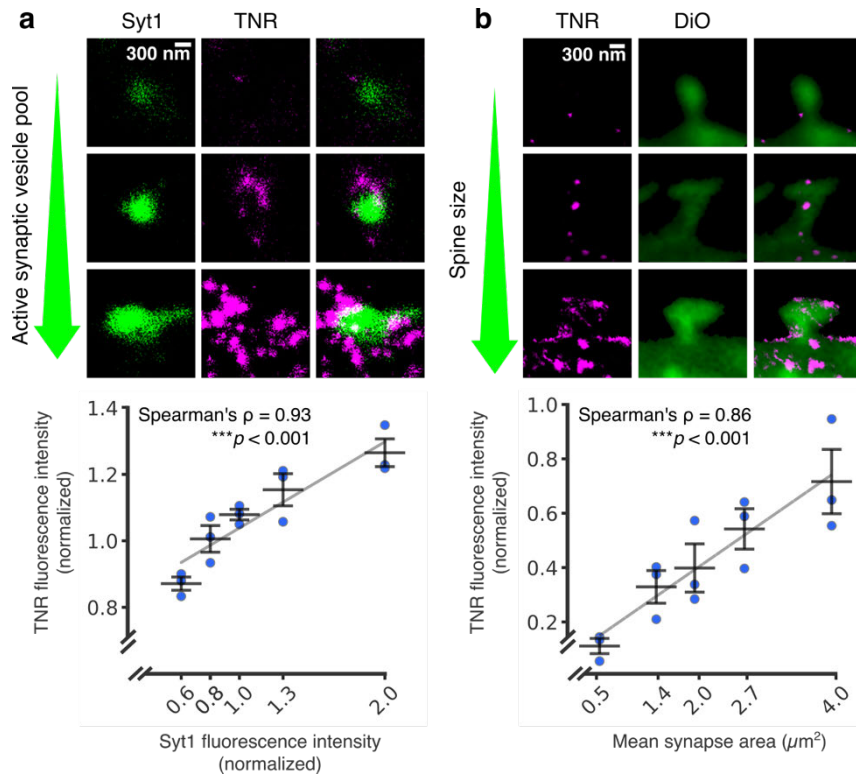 a
Syt1
TNR
300 nm
Active synaptic vesicle pool
Spearman's ρ = 0.93
***p < 0.001
TNR fluorescence intensity
(normalized)
1.4
1.2
1.0
0.8
0.6
0.8
1.0
1.3
2.0
Syt1 fluorescence intensity
(normalized)
b
TNR
DiO
300 nm
Spine size
Spearman's ρ = 0.86
***p < 0.001
TNR fluorescence intensity
(normalized)
1.0
0.8
0.6
0.4
0.2
0.5
1.4
2.0
2.7
4.0
Mean synapse area (µm²)